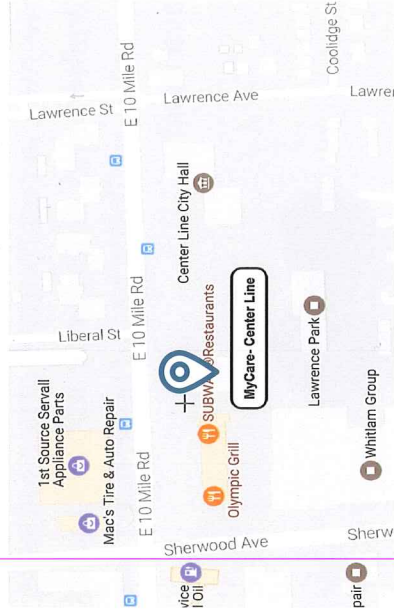 Coolidge St
Lawrence St
E 10 Mile Rd
Lawrence Ave
Lawre
Center Line City Hall
Liberal St
E 10 Mile Rd
SUBWA Restaurants
MyCare- Center Line
1st Source Servall
Appliance Parts
Lawrence Park
Mac's Tire & Auto Repair
Olympic Grill
Whitlam Group
E 10 Mile Rd
Sherwood Ave
Sherw
vice
l Oil
pair